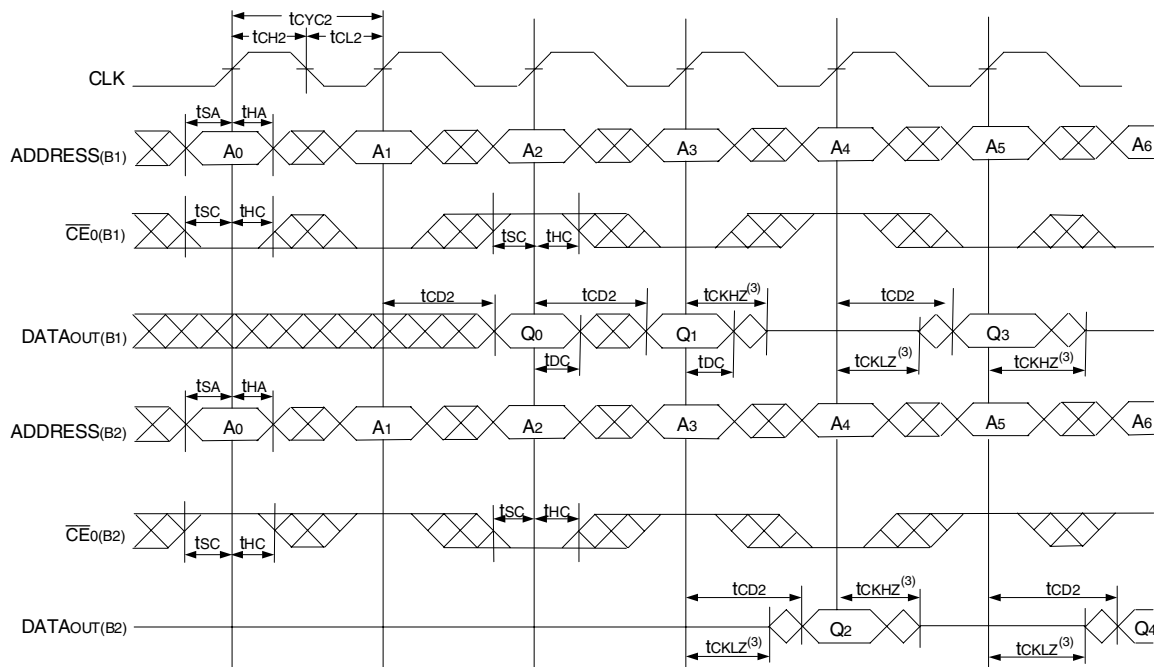 tCYC2
tCH2 tCL2
CLK
tSA tHA
ADDRESS(B1) A0 A1 A2 A3 A4 A5 A6
tSC tHC
CE0(B1)
tSC tHC
tCD2 tCD2 tCKHZ(3) tCD2
DATAOUT(B1) Q0 Q1 Q3
tDC tDC tCKLZ(3) tCKHZ(3)
tSA tHA
ADDRESS(B2) A0 A1 A2 A3 A4 A5 A6
tSC tHC
CE0(B2)
tSC tHC
tCD2 tCKHZ(3) tCD2
DATAOUT(B2) Q2 Q4
tCKLZ(3) tCKLZ(3)